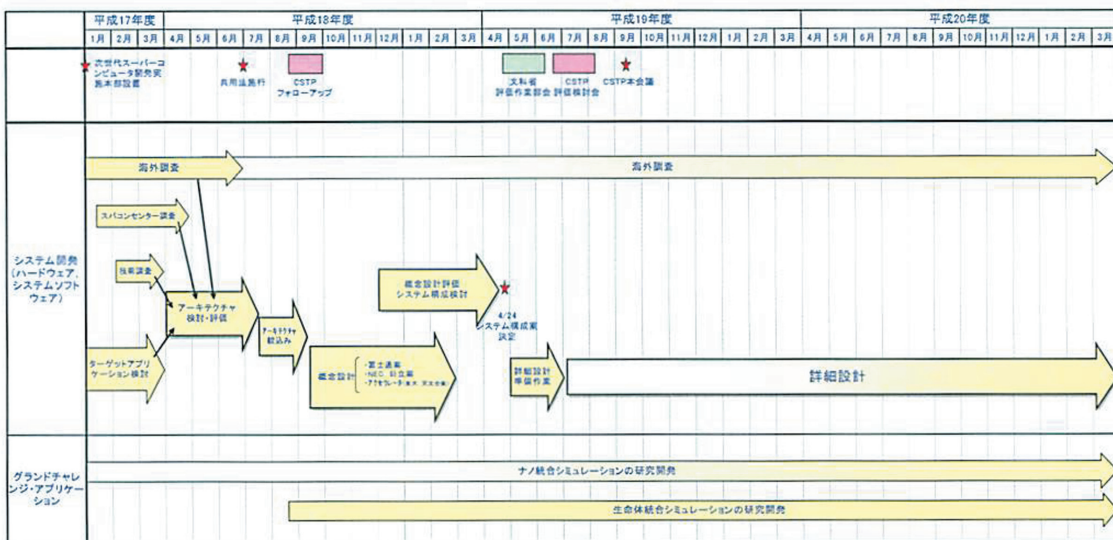 平成17年度 平成18年度 平成19年度 平成20年度
1月 2月 3月 4月 5月 6月 7月 8月 9月 10月 11月 12月 1月 2月 3月 4月 5月 6月 7月 8月 9月 10月 11月 12月 1月 2月 3月 4月 5月 6月 7月 8月 9月 10月 11月 12月 1月 2月 3月
次世代スーパーコ
ンピュータ開発実
施本部設置
共用法施行
CSTP
フォローアップ
文科省
評価作業部会
CSTP
評価検討会
CSTP本会議
海外調査
海外調査
スパコンセンター調査
システム開発
(ハードウェア,
システムソフト
ウェア)
技術調査
アーキテクチャ
検討・評価
概念設計評価
システム構成検討
4/24
システム構成案
決定
アーキテクチャ
絞込み
ターゲットアプリ
ケーション検討
概念設計
・富士通案
・NEC, 日立案
詳細設計
準備作業
詳細設計
グランドチャレ
ンジ・アプリケー
ション
ナノ統合シミュレーションの研究開発
生命体統合シミュレーションの研究開発